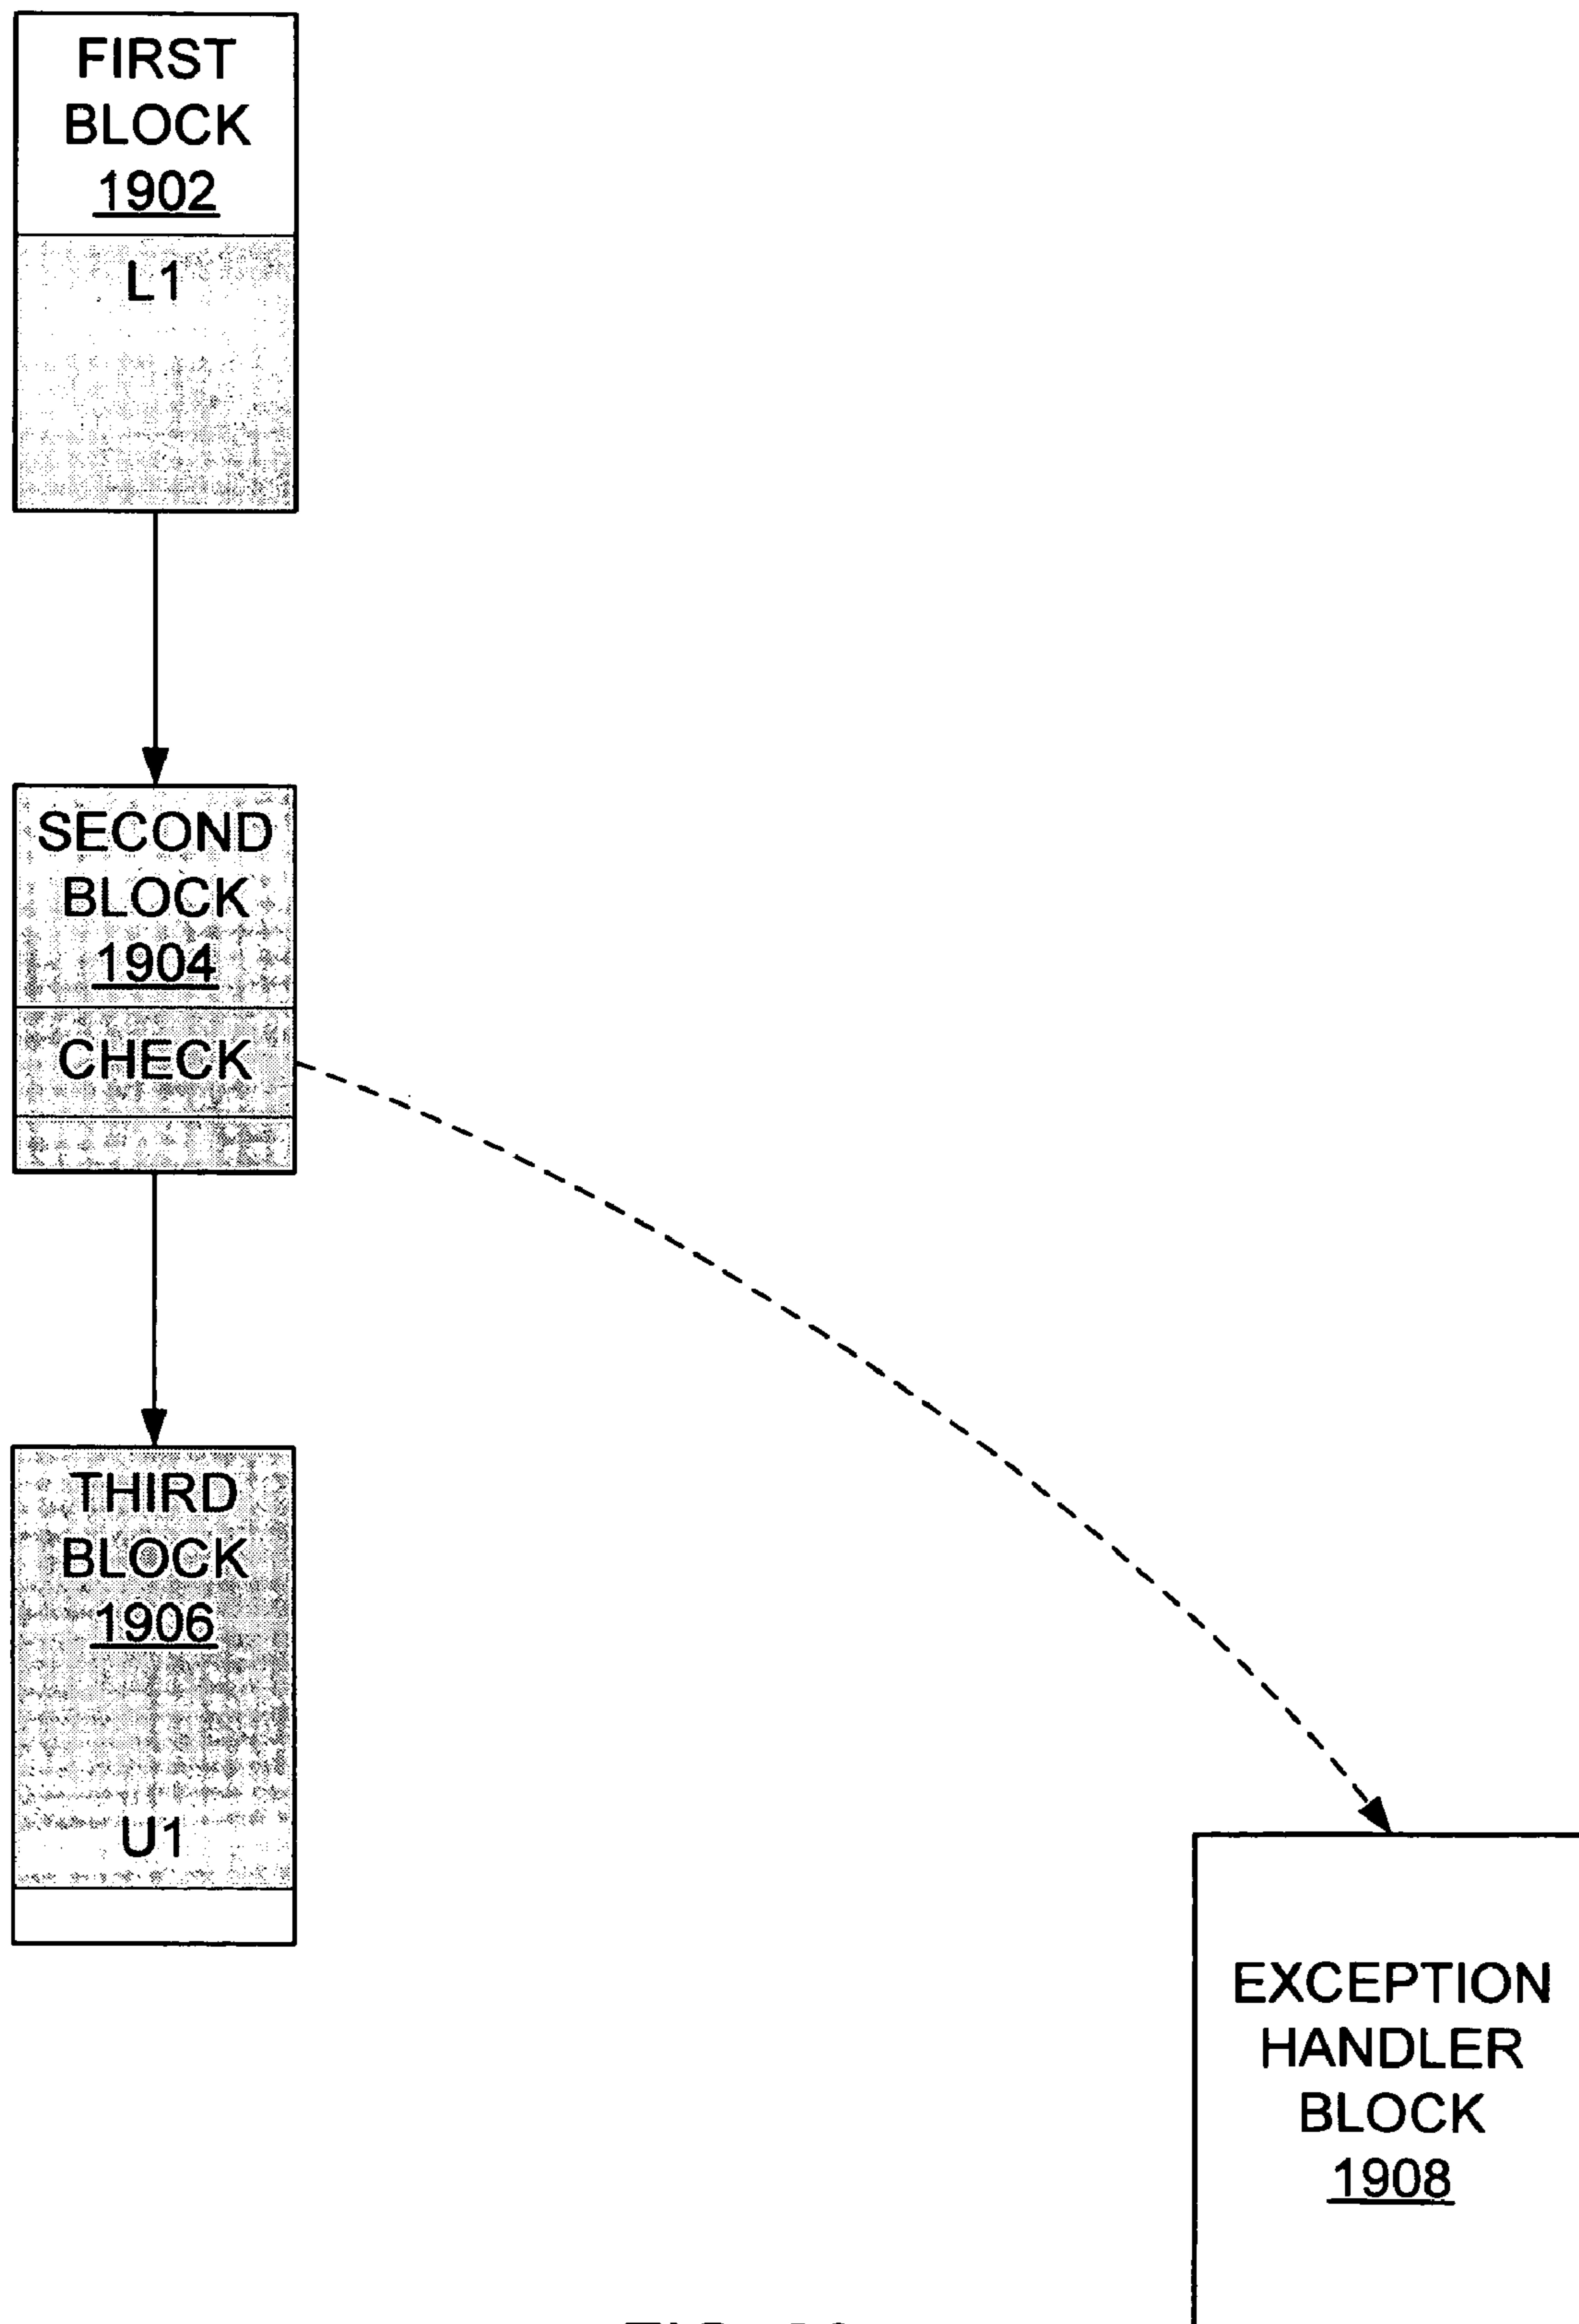 FIRST
BLOCK
1902
L1
SECOND
BLOCK
1904
CHECK
THIRD
BLOCK
1906
U1
EXCEPTION
HANDLER
BLOCK
1908